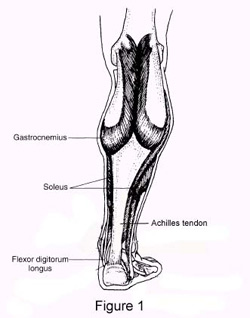 Gastrocnemius
Soleus
Achilles tendon
Flexor digitorum
longus
Figure 1